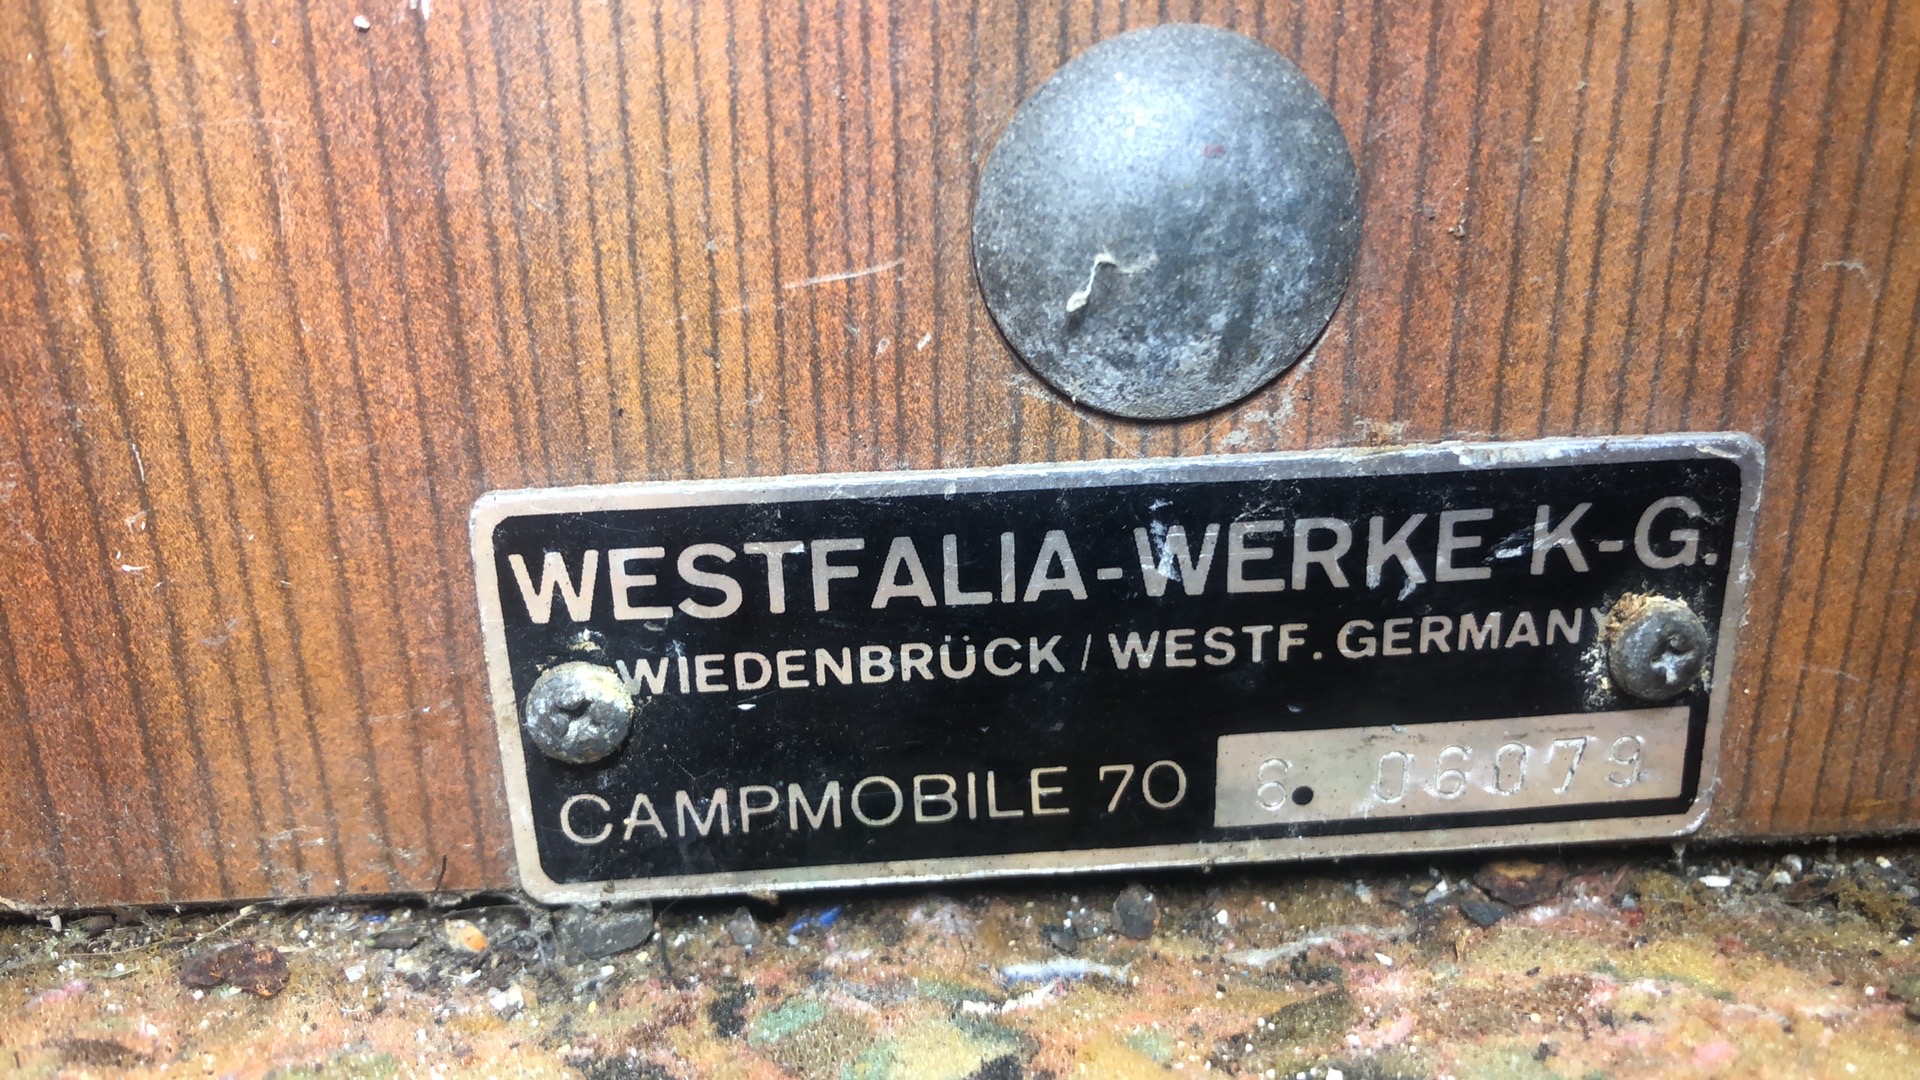 WESTFALIA-WERKE-K-G.
WIEDENBRÜCK / WESTF. GERMANY
CAMPMOBILE 70 6. 06079